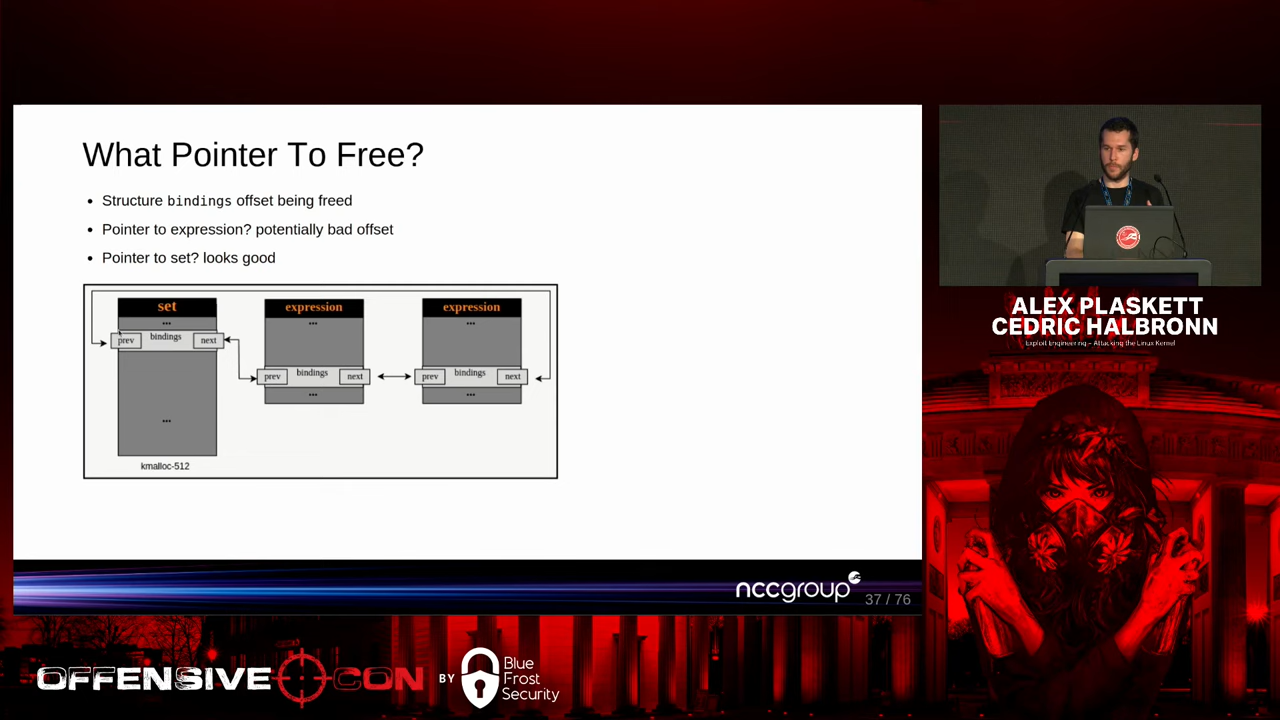 What Pointer To Free?
• Structure bindings offset being freed
• Pointer to expression? potentially bad offset
• Pointer to set? looks good
set
expression
expression
...
...
...
prev bindings next
prev bindings next
prev bindings next
...
...
...
kmalloc-512
nccgroup
37 / 76
ALEX PLASKETT
CEDRIC HALBRONN
Exploit Engineering – Attacking the Linux Kernel
OFFENSIVE CON
BY
Blue
Frost
Security